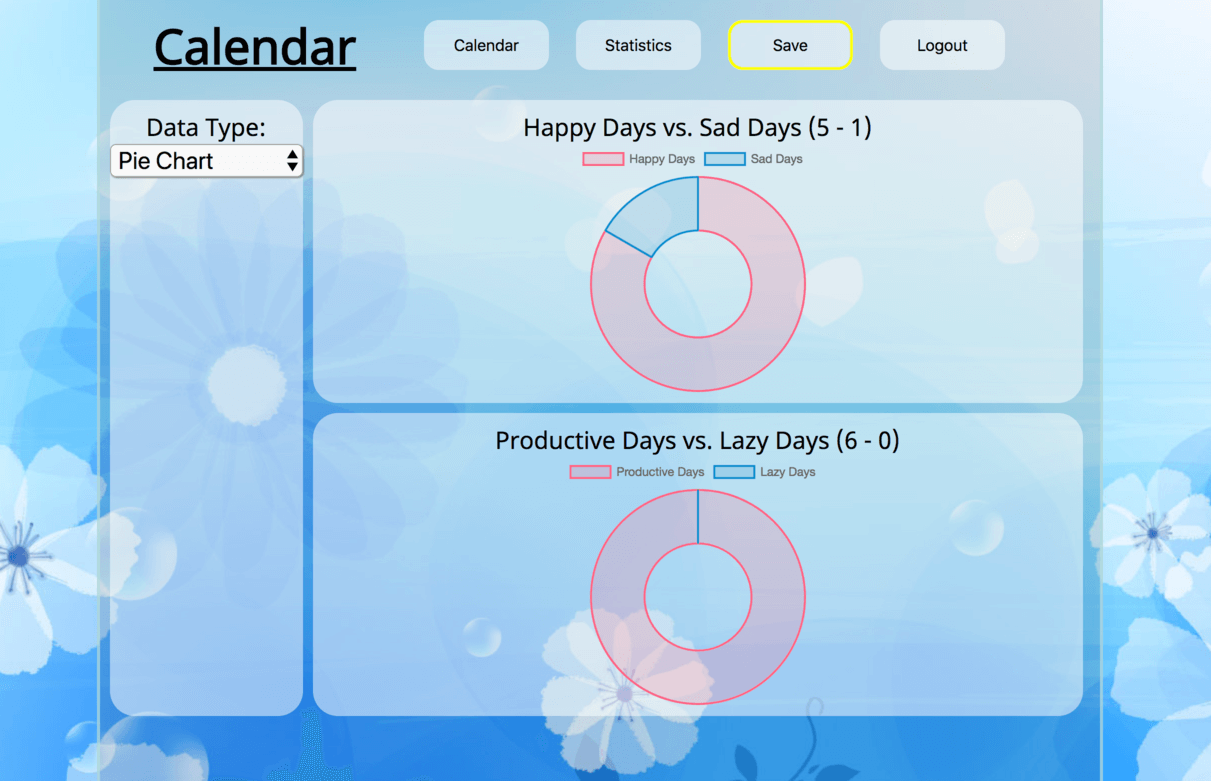 Calendar
Calendar Statistics Save Logout
Data Type:
Pie Chart
Happy Days vs. Sad Days (5 - 1)
Happy Days Sad Days
Productive Days vs. Lazy Days (6 - 0)
Productive Days Lazy Days